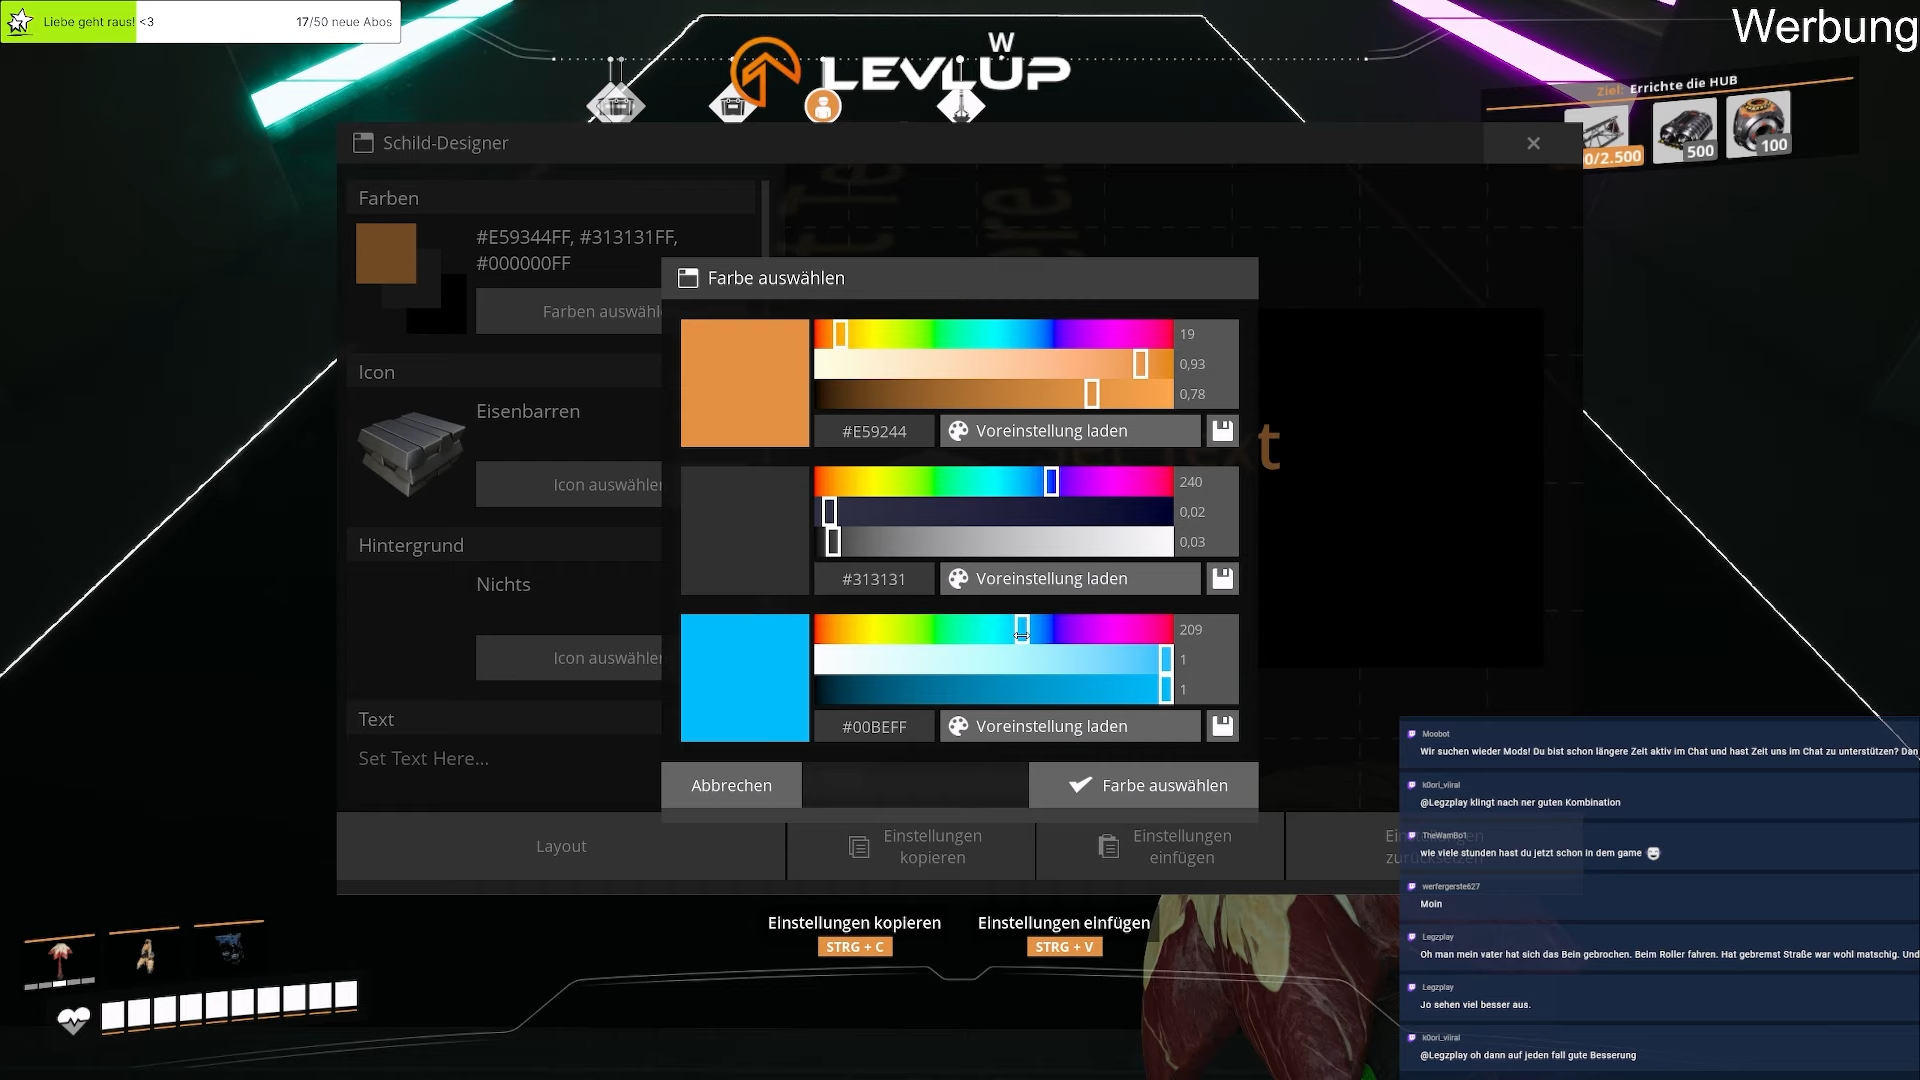 Liebe geht raus! <3
17/50 neue Abos
W
LEVLUP
Werbung
Ziel: Errichte die HUB
0/2.500
500
100
Schild-Designer
Farben
#E59344FF, #313131FF,
#000000FF
Farben auswähl
Icon
Eisenbarren
Icon auswähler
Hintergrund
Nichts
Icon auswähler
Text
Set Text Here...
Farbe auswählen
19
0,93
0,78
#E59244
Voreinstellung laden
240
0,02
0,03
#313131
Voreinstellung laden
209
1
1
#00BEFF
Voreinstellung laden
Abbrechen
Farbe auswählen
Layout
Einstellungen
kopieren
Einstellungen
einfügen
Einstellungen kopieren
STRG + C
Einstellungen einfügen
STRG + V
Moobot
Wir suchen wieder Mods! Du bist schon längere Zeit aktiv im Chat und hast Zeit uns im Chat zu unterstützen? Dan
k0ori_viiral
@Legzplay klingt nach ner guten Kombination
TheWamBo1
wie viele stunden hast du jetzt schon in dem game
werfergerste627
Moin
Legzplay
Oh man mein vater hat sich das Bein gebrochen. Beim Roller fahren. Hat gebremst Straße war wohl matschig. Und
Legzplay
Jo sehen viel besser aus.
k0ori_viiral
@Legzplay oh dann auf jeden fall gute Besserung